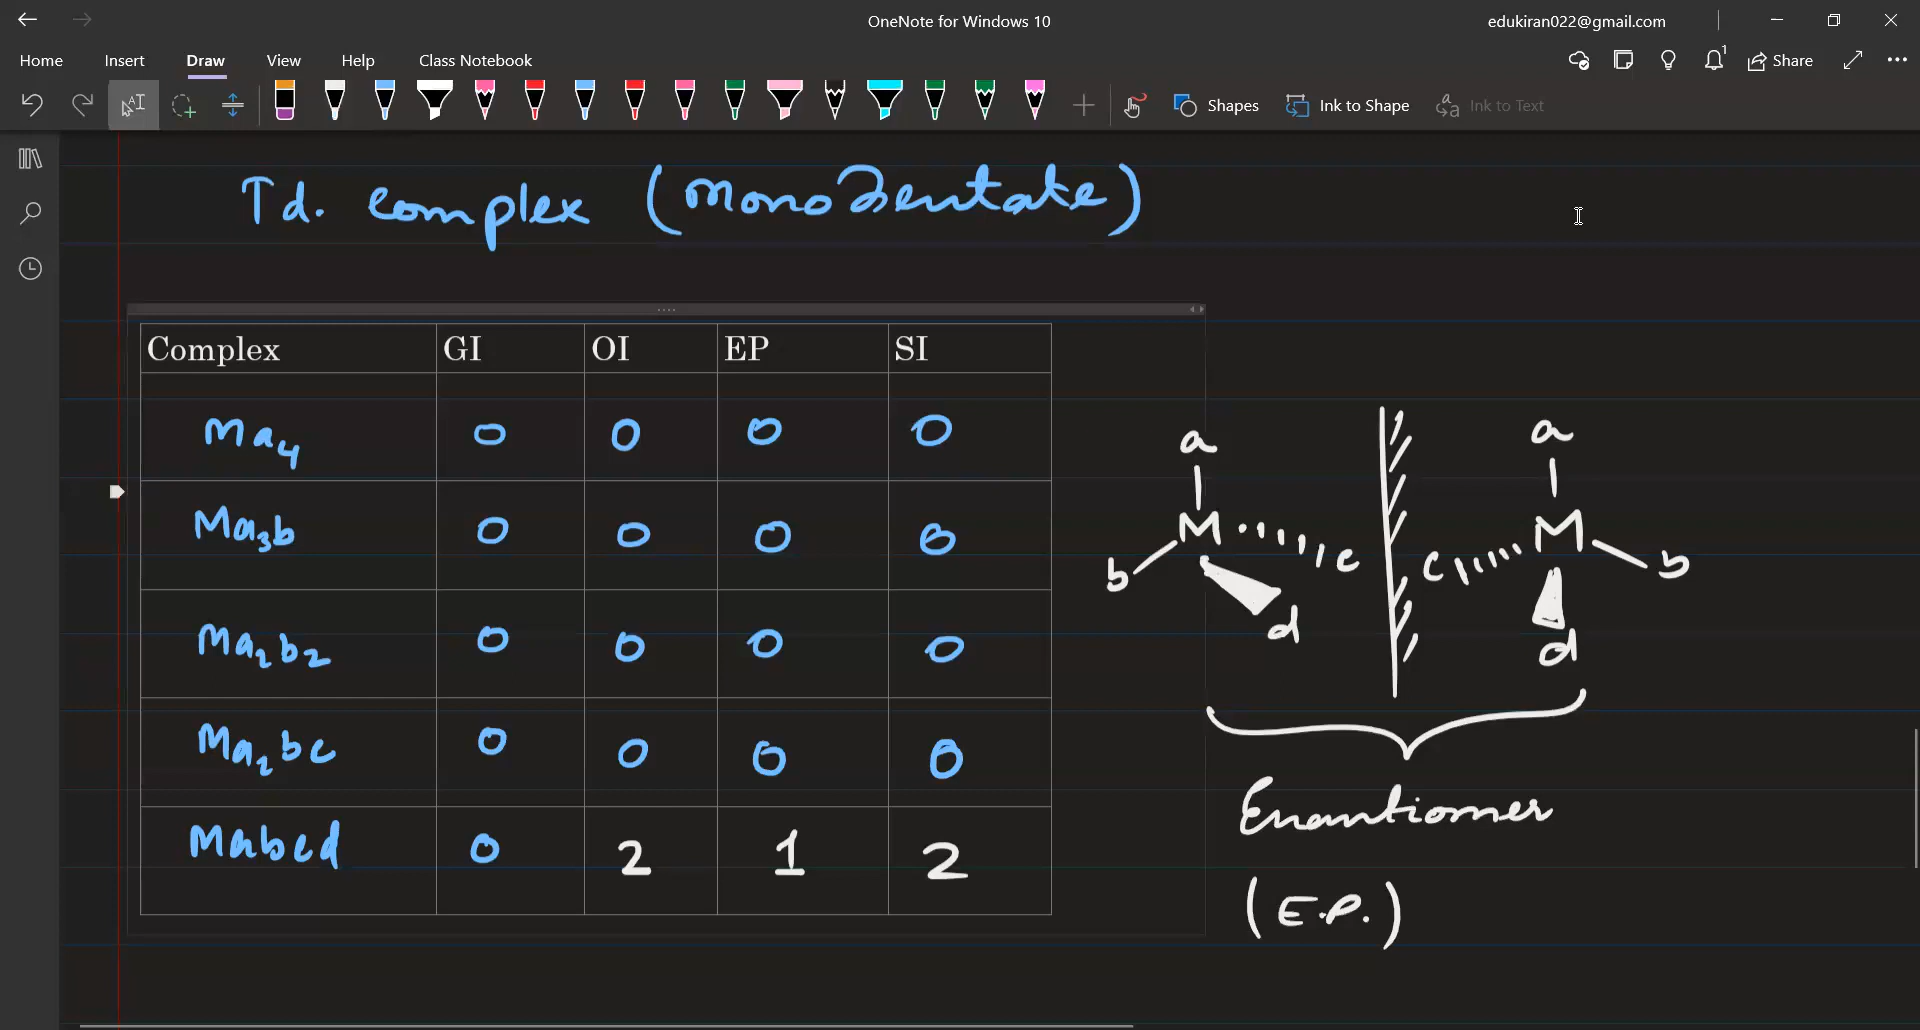 OneNote for Windows 10
edukiran022@gmail.com
Home Insert Draw View Help Class Notebook
1
Share
Shapes Ink to Shape Ink to Text
Td. complex (monodentate)
Complex GI OI EP SI
Ma4 0 0 0 0
Ma3b 0 0 0 0
Ma2b2 0 0 0 0
Ma2bc 0 0 0 0
Mabcd 0 2 1 2
a a
M M
b c c b
d d
Enantiomer
(E.P.)